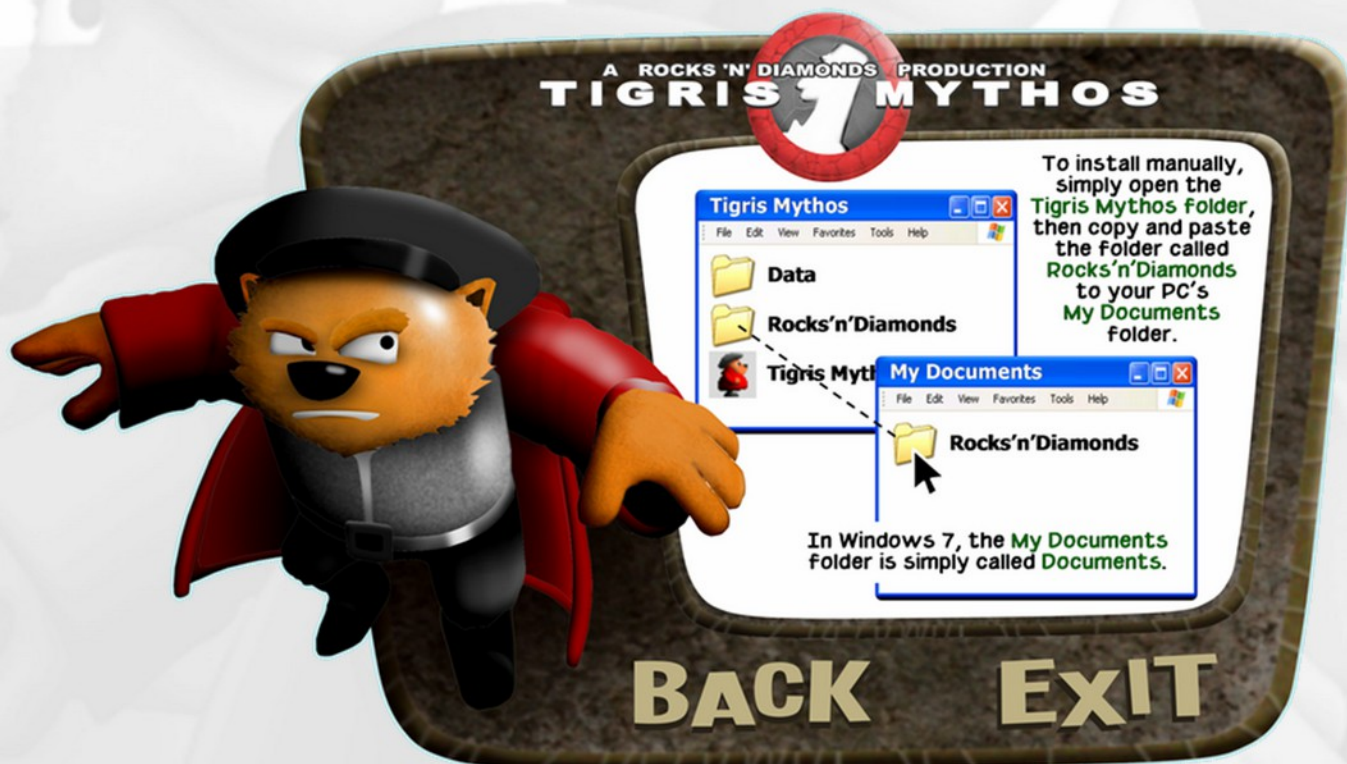 A ROCKS 'N' DIAMONDS PRODUCTION
TIGRIS MYTHOS
To install manually,
simply open the
Tigris Mythos folder,
then copy and paste
the folder called
Rocks'n'Diamonds
to your PC's
My Documents
folder.
Tigris Mythos
File Edit View Favorites Tools Help
Data
Rocks'n'Diamonds
Tigris Myth
My Documents
File Edit View Favorites Tools Help
Rocks'n'Diamonds
In Windows 7, the My Documents
folder is simply called Documents.
BACK EXIT